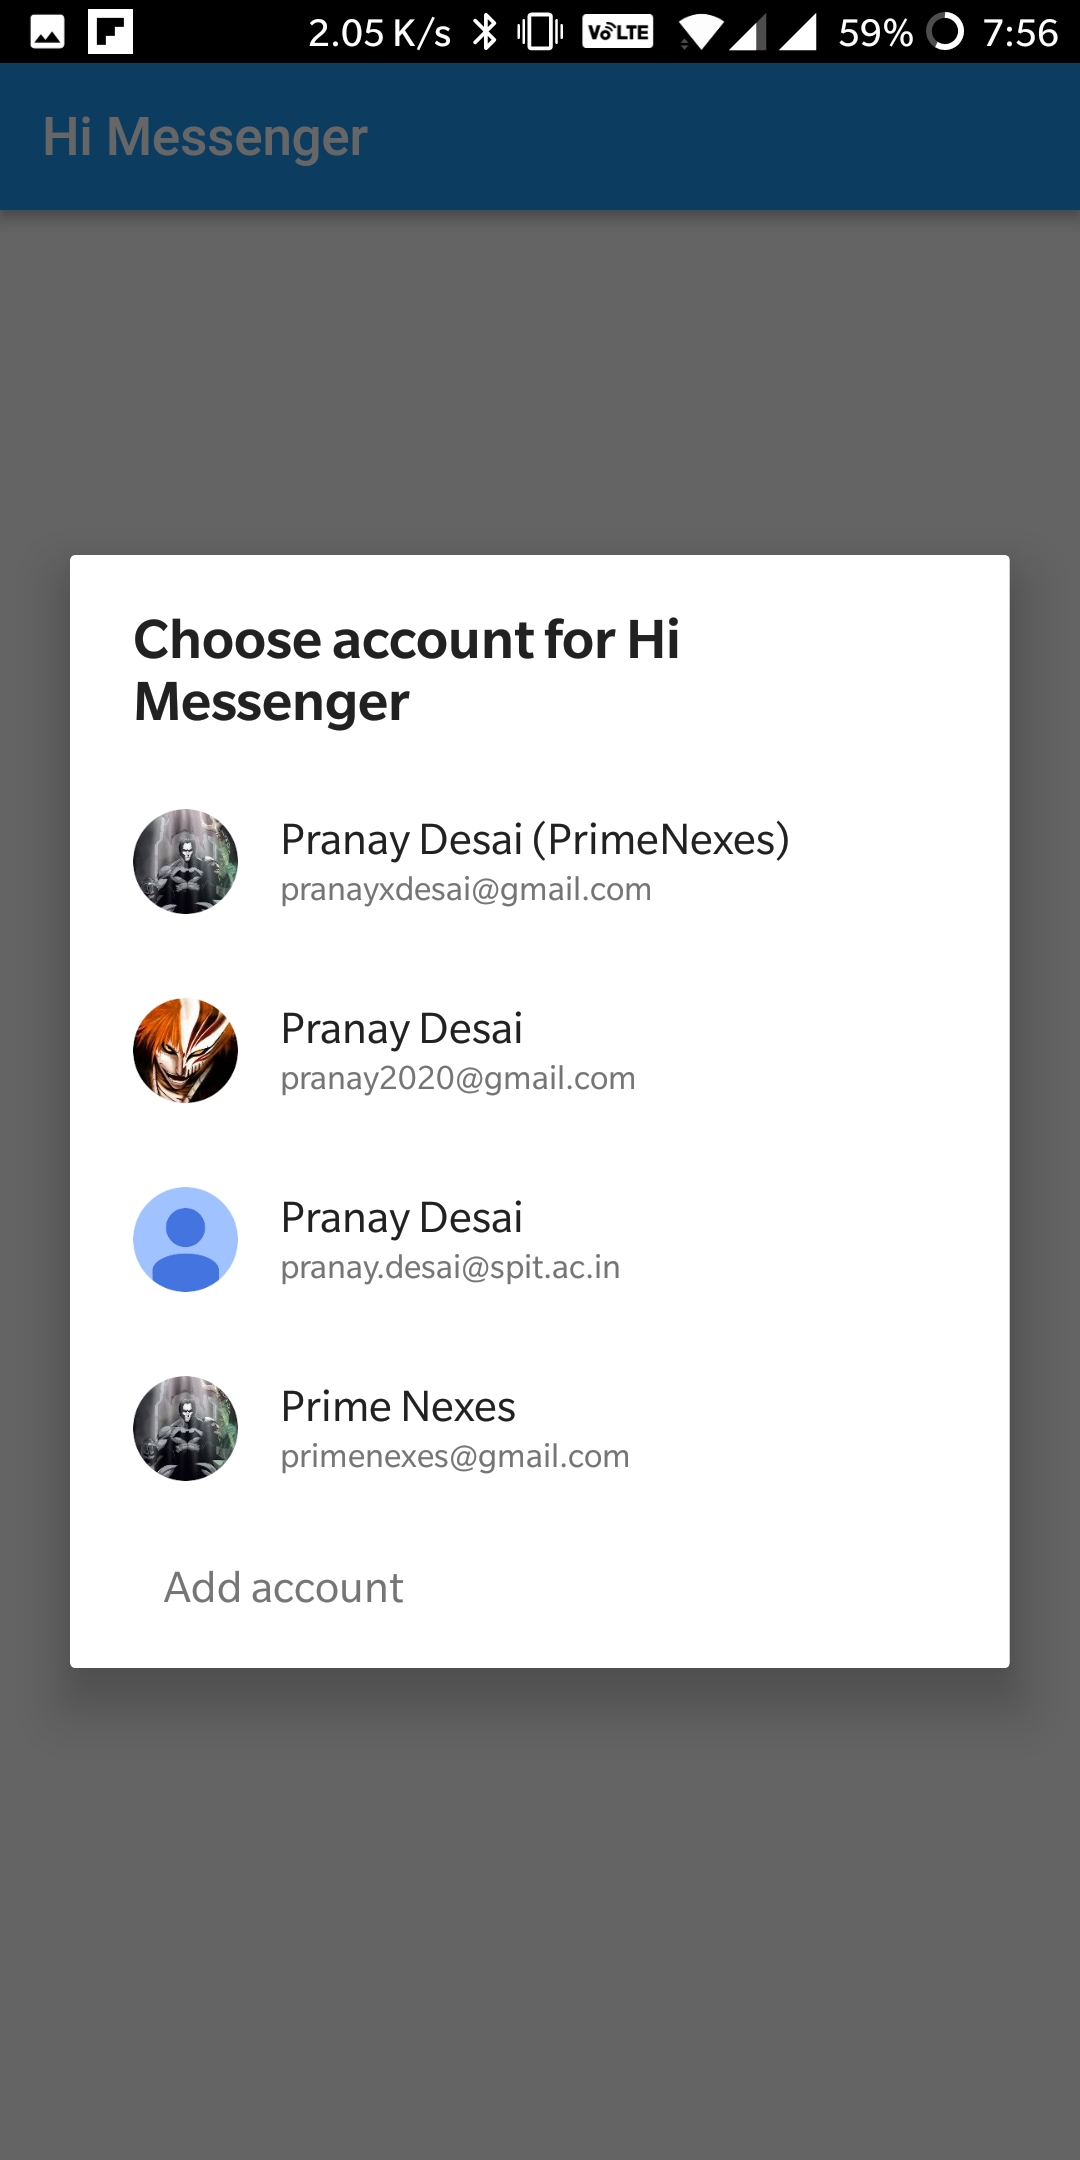 2.05 K/s VoLTE 59% 7:56
Hi Messenger
Choose account for Hi
Messenger
Pranay Desai (PrimeNexes)
pranayxdesai@gmail.com
Pranay Desai
pranay2020@gmail.com
Pranay Desai
pranay.desai@spit.ac.in
Prime Nexes
primenexes@gmail.com
Add account